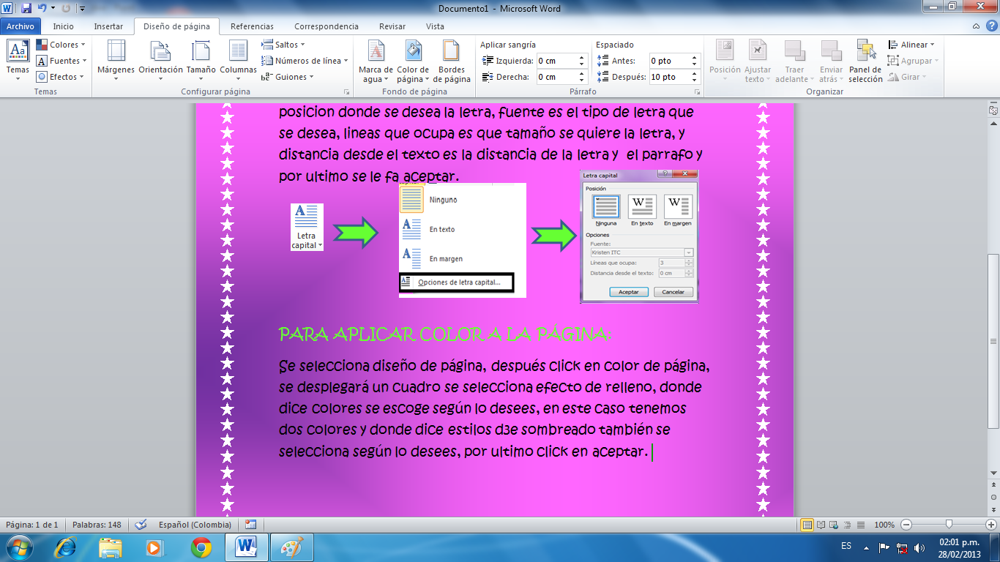 Documento1 - Microsoft Word
Archivo Inicio Insertar Diseño de página Referencias Correspondencia Revisar Vista
Temas
Colores
Fuentes
Efectos
Temas
Márgenes Orientación Tamaño Columnas
Saltos
Números de línea
Guiones
Configurar página
Marca de agua
Color de página
Bordes de página
Fondo de página
Aplicar sangría
Izquierda: 0 cm
Derecha: 0 cm
Espaciado
Antes: 0 pto
Después: 10 pto
Párrafo
Posición
Ajustar texto
Traer adelante
Enviar atrás
Panel de selección
Alinear
Agrupar
Girar
Organizar
posicion donde se desea la letra, fuente es el tipo de letra que
se desea, lineas que ocupa es que tamaño se quiere la letra, y
distancia desde el texto es la distancia de la letra y el parrafo y
por ultimo se le fa aceptar.
Letra
capital
Ninguno
En texto
En margen
Opciones de letra capital...
Letra capital
Posición
Ninguna En texto En margen
Opciones
Fuente:
Kristen ITC
Líneas que ocupa: 3
Distancia desde el texto: 0 cm
Aceptar Cancelar
PARA APLICAR COLOR A LA PÁGINA:
Se selecciona diseño de página, después click en color de página,
se desplegará un cuadro se selecciona efecto de relleno, donde
dice colores se escoge según lo desees, en este caso tenemos
dos colores y donde dice estilos d3e sombreado también se
selecciona según lo desees, por ultimo click en aceptar.
Página: 1 de 1 Palabras: 148 Español (Colombia) 100%
ES 02:01 p.m.
28/02/2013